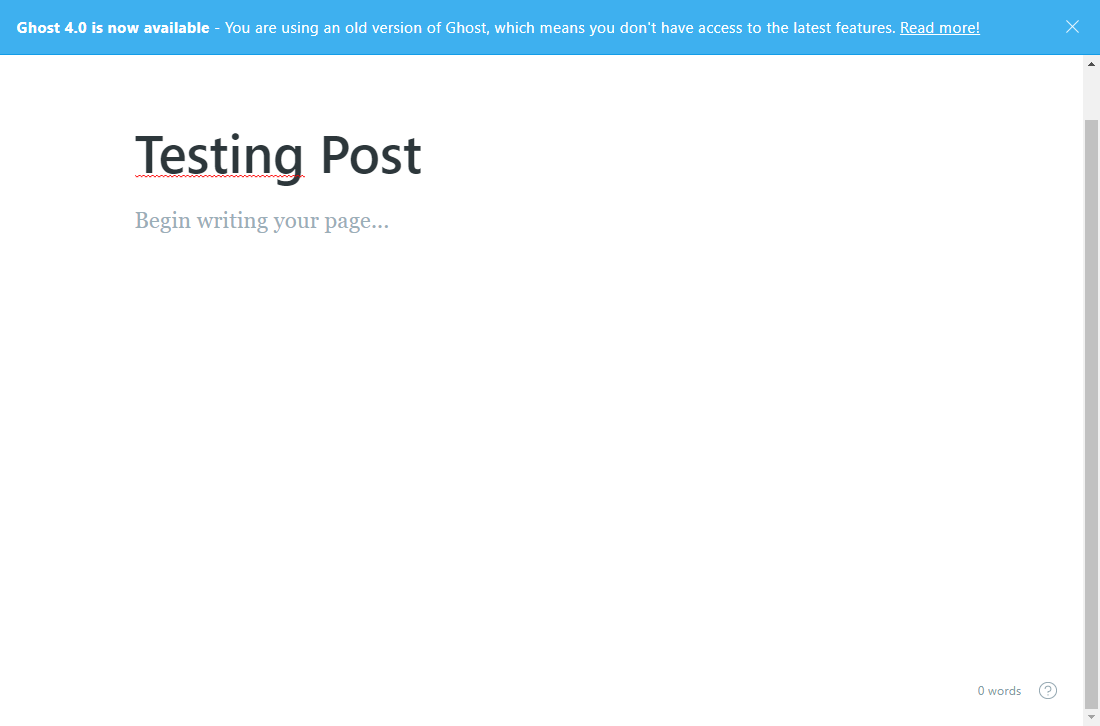 Ghost 4.0 is now available - You are using an old version of Ghost, which means you don't have access to the latest features. Read more!
Testing Post
Begin writing your page...
0 words
?